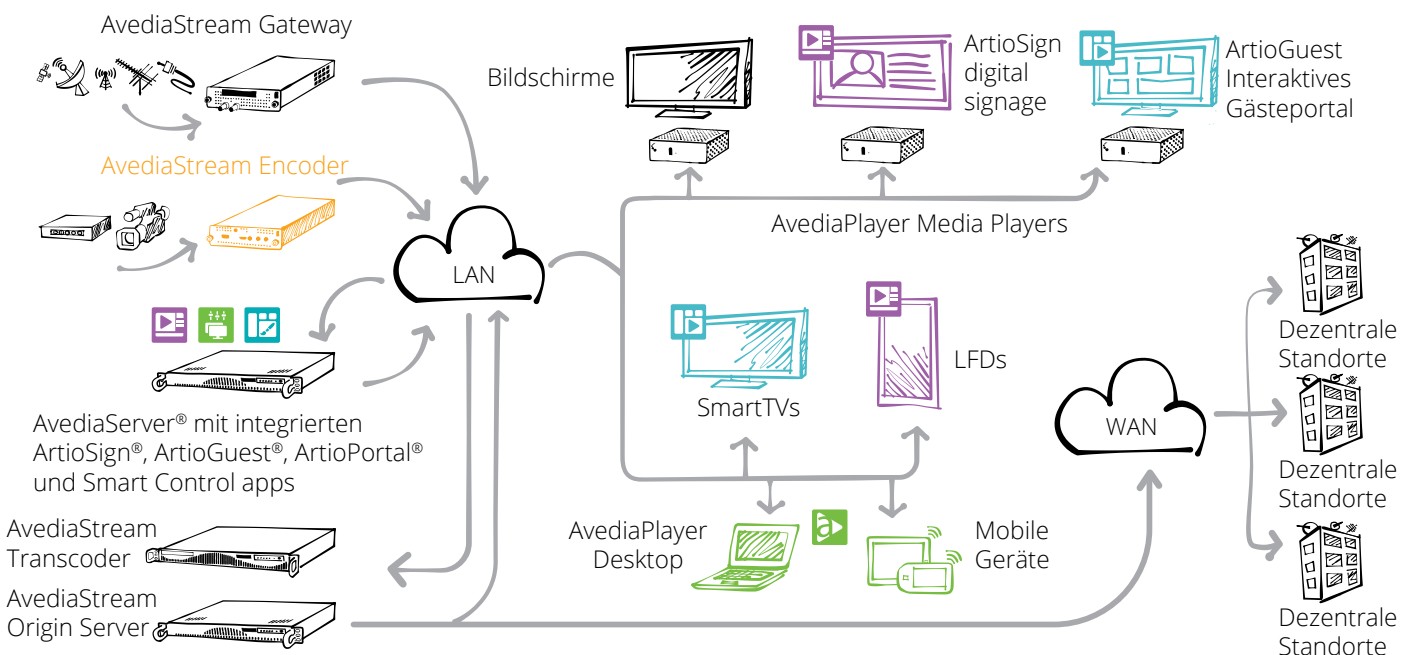 AvediaStream Gateway
AvediaStream Encoder
Bildschirme
ArtioSign
digital
signage
ArtioGuest
Interaktives
Gästeportal
AvediaPlayer Media Players
LAN
AvediaServer® mit integrierten
ArtioSign®, ArtioGuest®, ArtioPortal®
und Smart Control apps
AvediaStream
Transcoder
AvediaStream
Origin Server
SmartTVs
LFDs
AvediaPlayer
Desktop
a
Mobile
Geräte
WAN
Dezentrale
Standorte
Dezentrale
Standorte
Dezentrale
Standorte